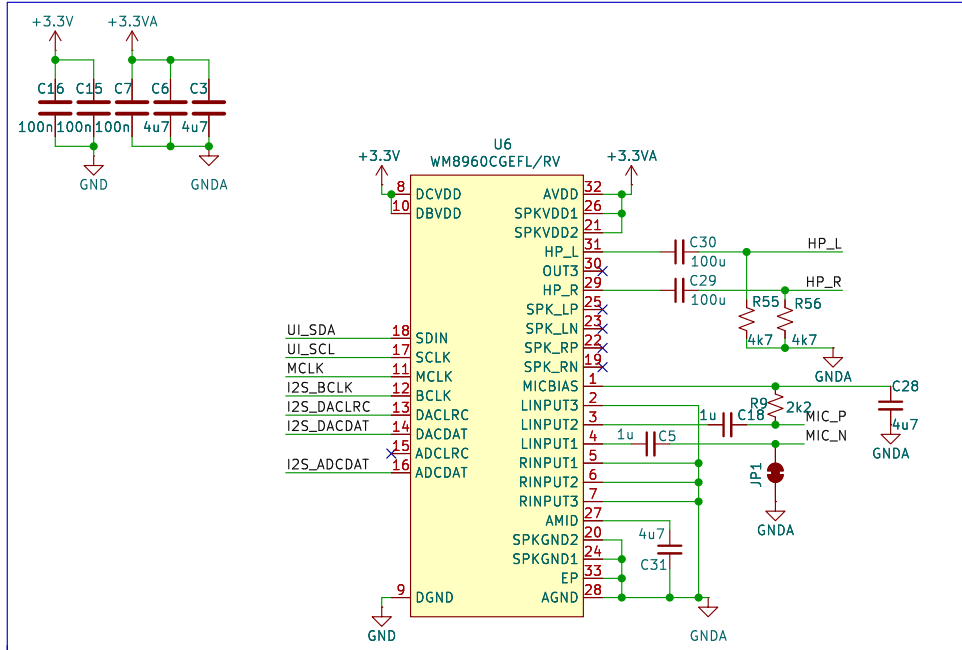 +3.3V +3.3VA
C16 C15 C7 C6 C3
100n 100n 100n 4u7 4u7
GND GNDA
U6
WM8960CGEFL/RV
+3.3V +3.3VA
8 DCVDD AVDD 32
10 DBVDD SPKVDD1 26
SPKVDD2 21
HP_L 31 C30 100u HP_L
OUT3 30
HP_R 29 C29 100u HP_R
SPK_LP 25 R55 R56
SPK_LN 23
UI_SDA 18 SDIN SPK_RP 22 4k7 4k7
UI_SCL 17 SCLK SPK_RN 19 GNDA
MCLK 11 MCLK MICBIAS 1 C28
I2S_BCLK 12 BCLK LINPUT3 2 R9 2k2
I2S_DACLRC 13 DACLRC LINPUT2 3 1u C18 MIC_P 4u7
I2S_DACDAT 14 DACDAT LINPUT1 4 1u C5 MIC_N
15 ADCLRC RINPUT1 5 GNDA
I2S_ADCDAT 16 ADCDAT RINPUT2 6 JP1
RINPUT3 7
AMID 27 GNDA
SPKGND2 20 4u7
SPKGND1 24 C31
EP 33
9 DGND AGND 28
GND GNDA